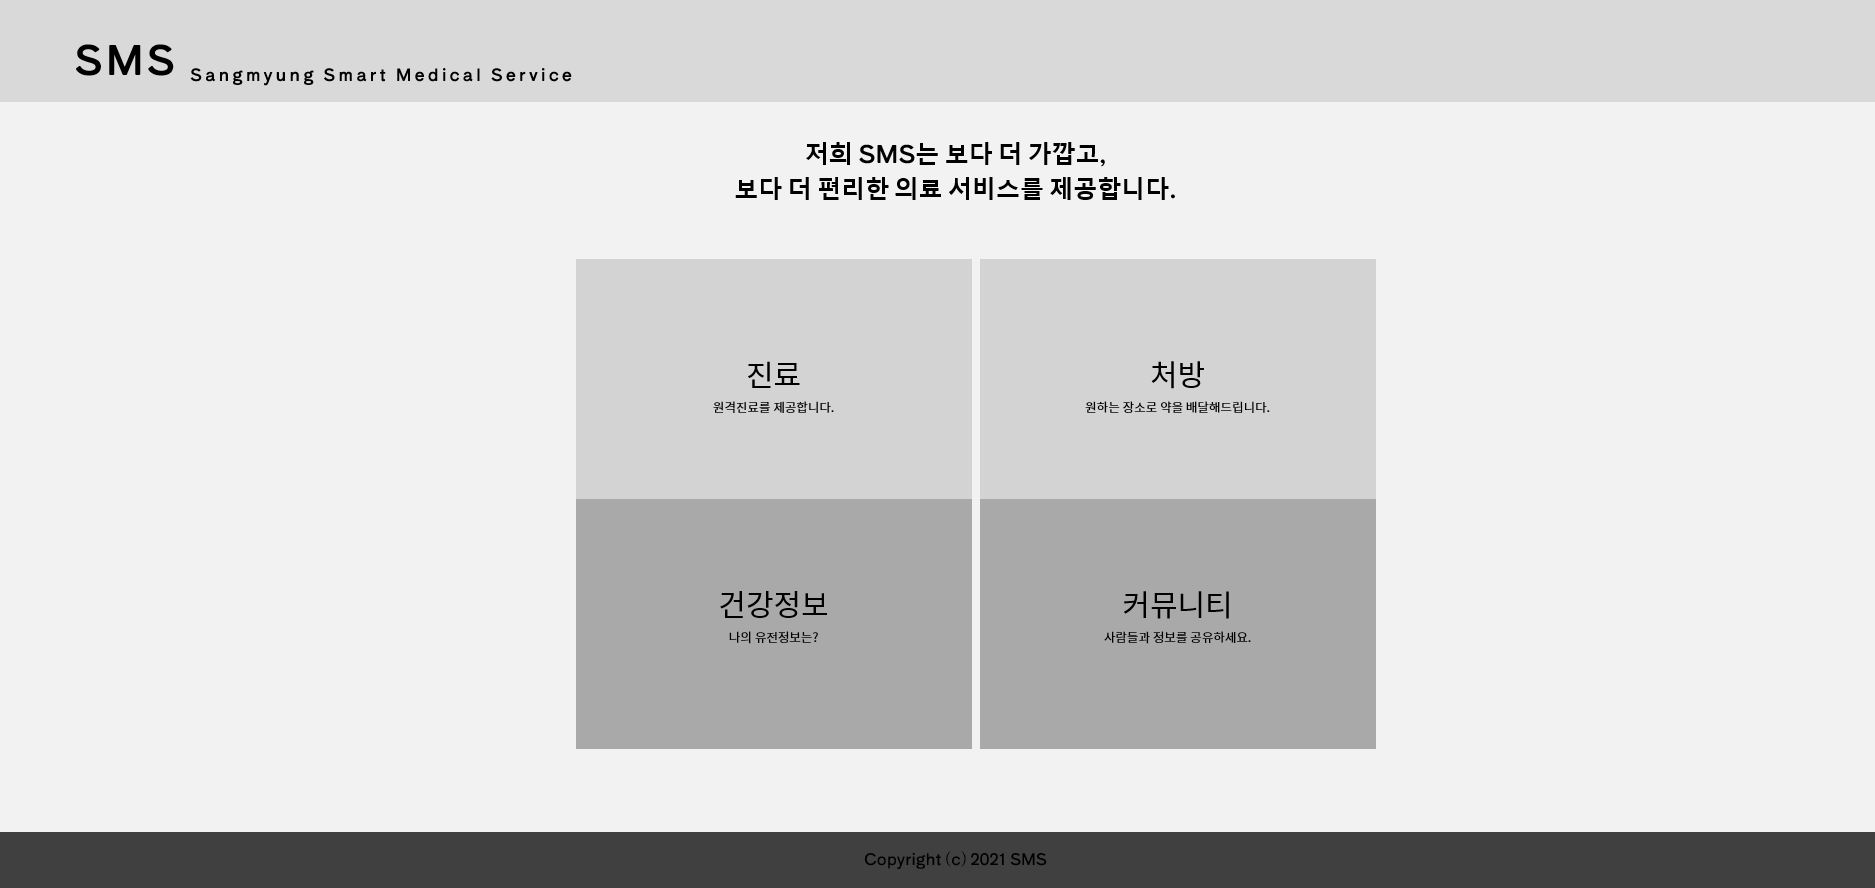 SMS Sangmyung Smart Medical Service
저희 SMS는 보다 더 가깝고,
보다 더 편리한 의료 서비스를 제공합니다.
진료
원격진료를 제공합니다.
처방
원하는 장소로 약을 배달해드립니다.
건강정보
나의 유전정보는?
커뮤니티
사람들과 정보를 공유하세요.
Copyright (c) 2021 SMS